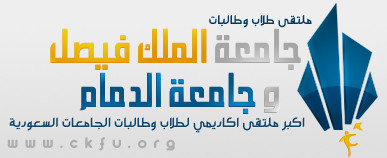 ملتقى طلاب وطالبات
جامعة الملك فيصل
و جامعة الدمام
اكبر ملتقى اكاديمي لطلاب وطالبات الجامعات السعودية
www.ckfu.org